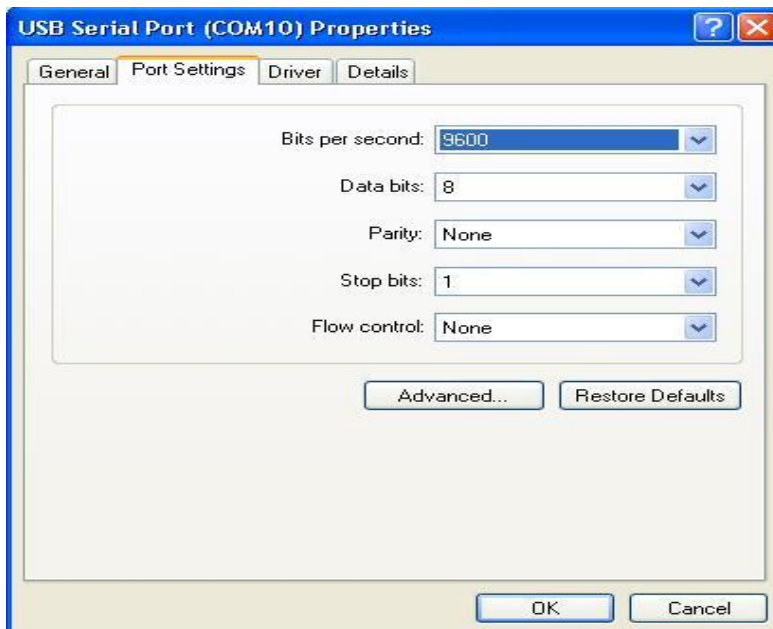 USB Serial Port (COM10) Properties
General Port Settings Driver Details
Bits per second: 9600
Data bits: 8
Parity: None
Stop bits: 1
Flow control: None
Advanced... Restore Defaults
OK Cancel